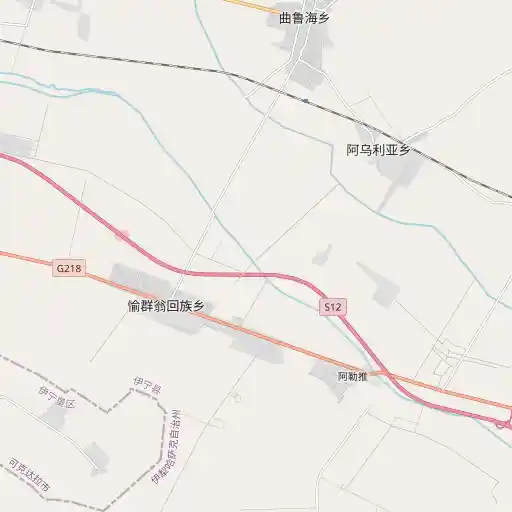 曲鲁海乡
阿乌利亚乡
G218
愉群翁回族乡
S12
阿勒推
伊宁县
伊宁垦区
伊犁哈萨克自治州
可克达拉市